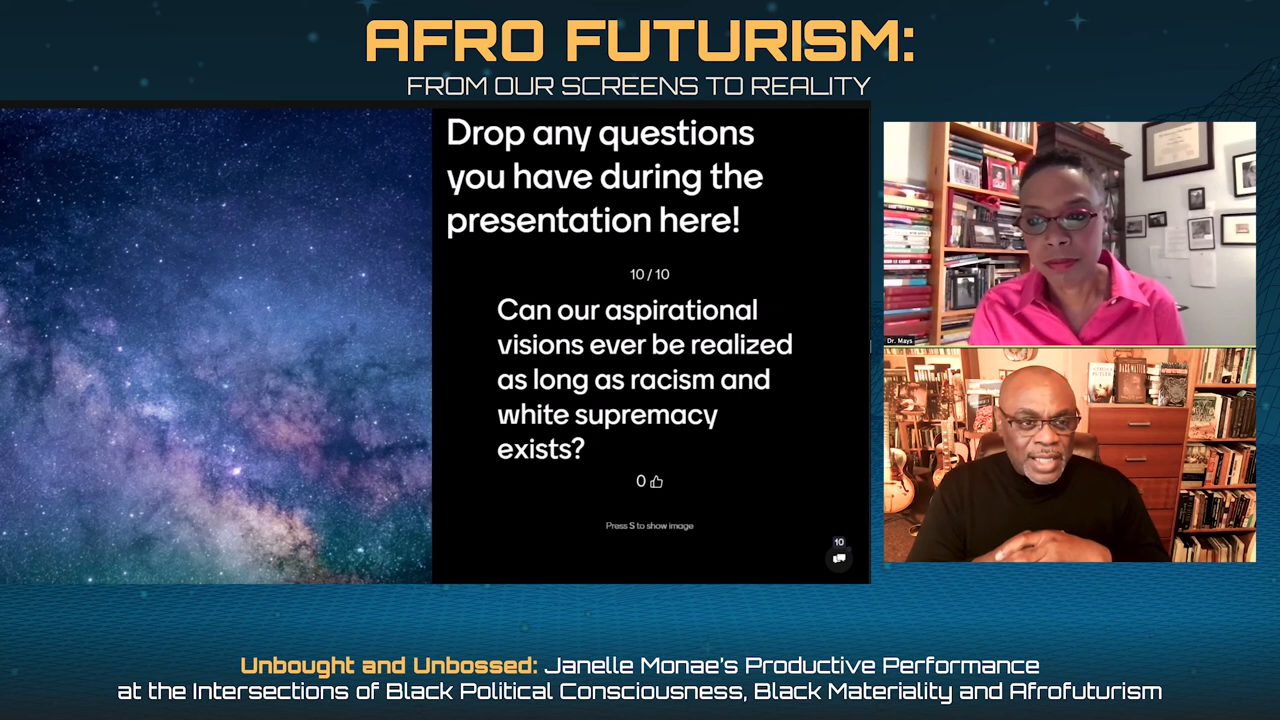 AFRO FUTURISM:
FROM OUR SCREENS TO REALITY
Drop any questions
you have during the
presentation here!
10 / 10
Can our aspirational
visions ever be realized
as long as racism and
white supremacy
exists?
0
Press S to show image
10
Dr. Mays
DARK MATTER
Unbought and Unbossed: Janelle Monae's Productive Performance
at the Intersections of Black Political Consciousness, Black Materiality and Afrofuturism